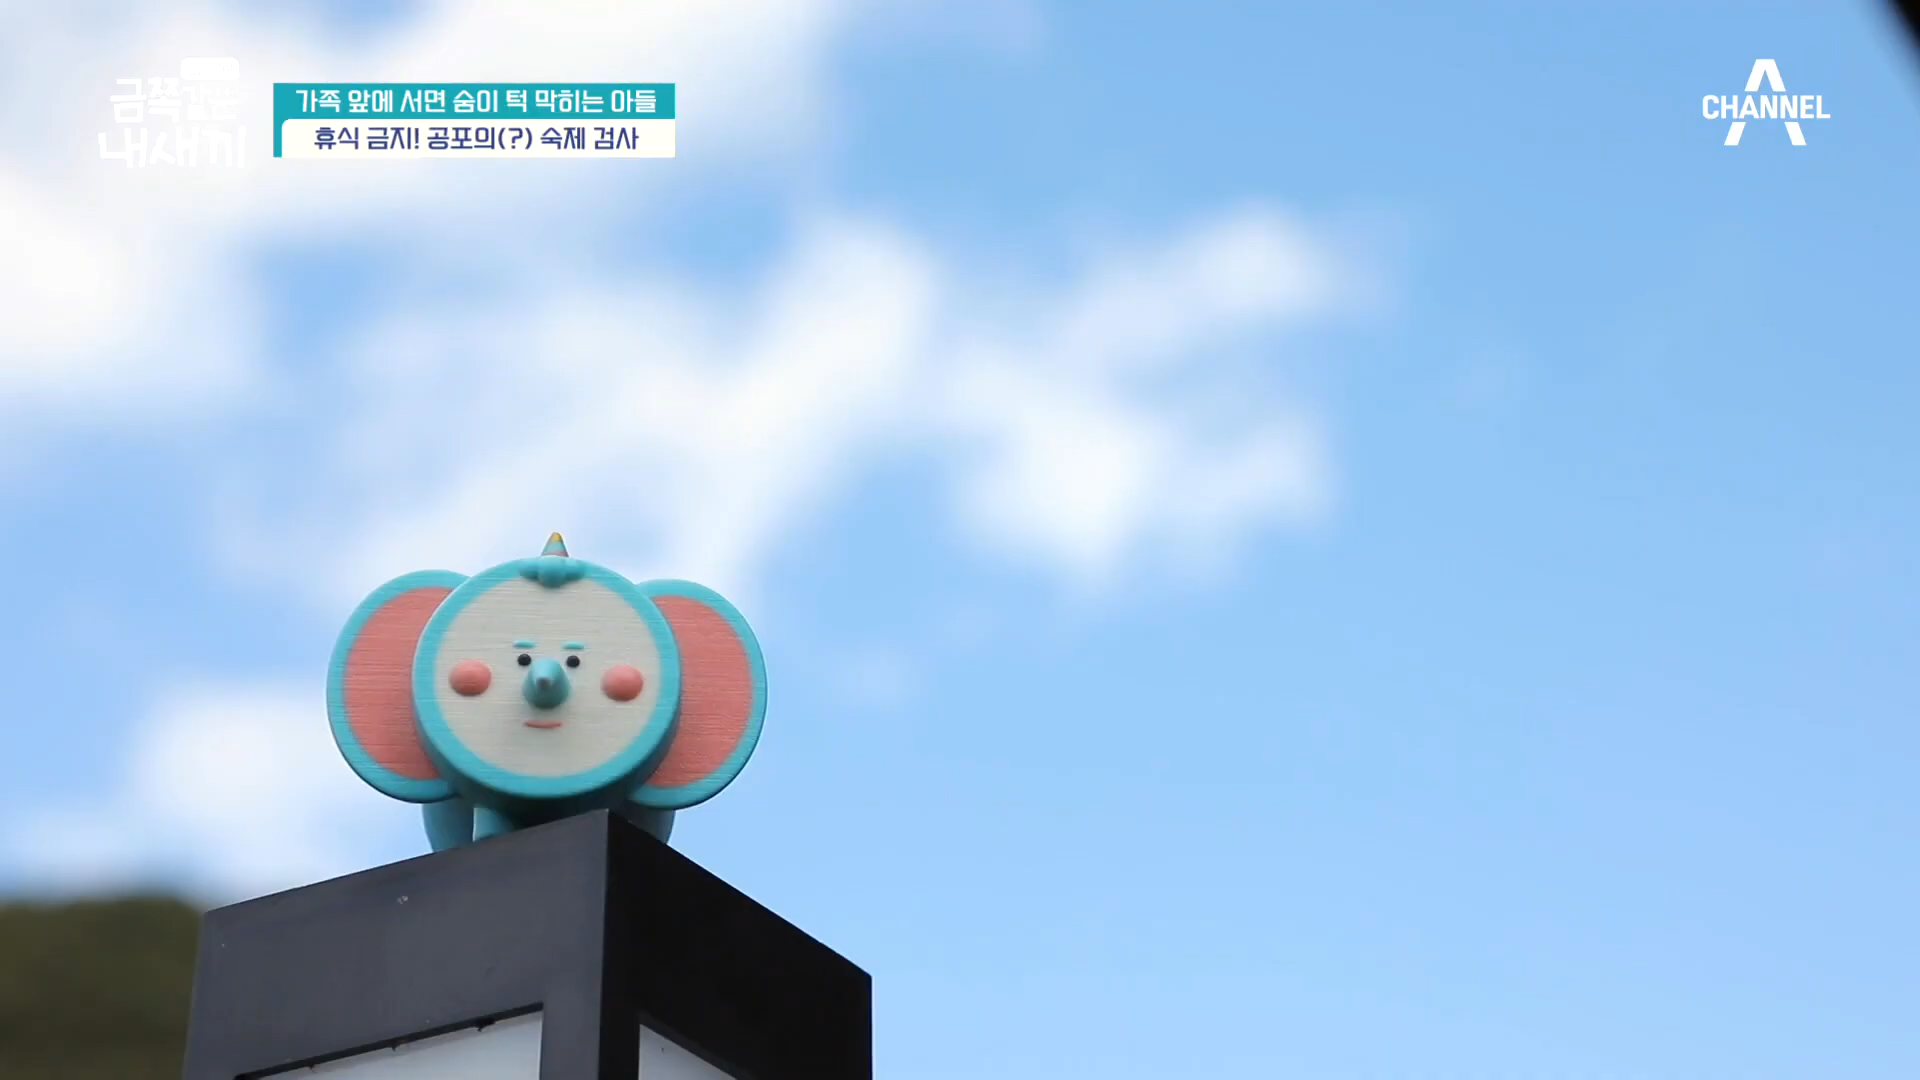 금쪽같은
내새끼
가족 앞에 서면 숨이 턱 막히는 아들
휴식 금지! 공포의(?) 숙제 검사
CHANNEL A